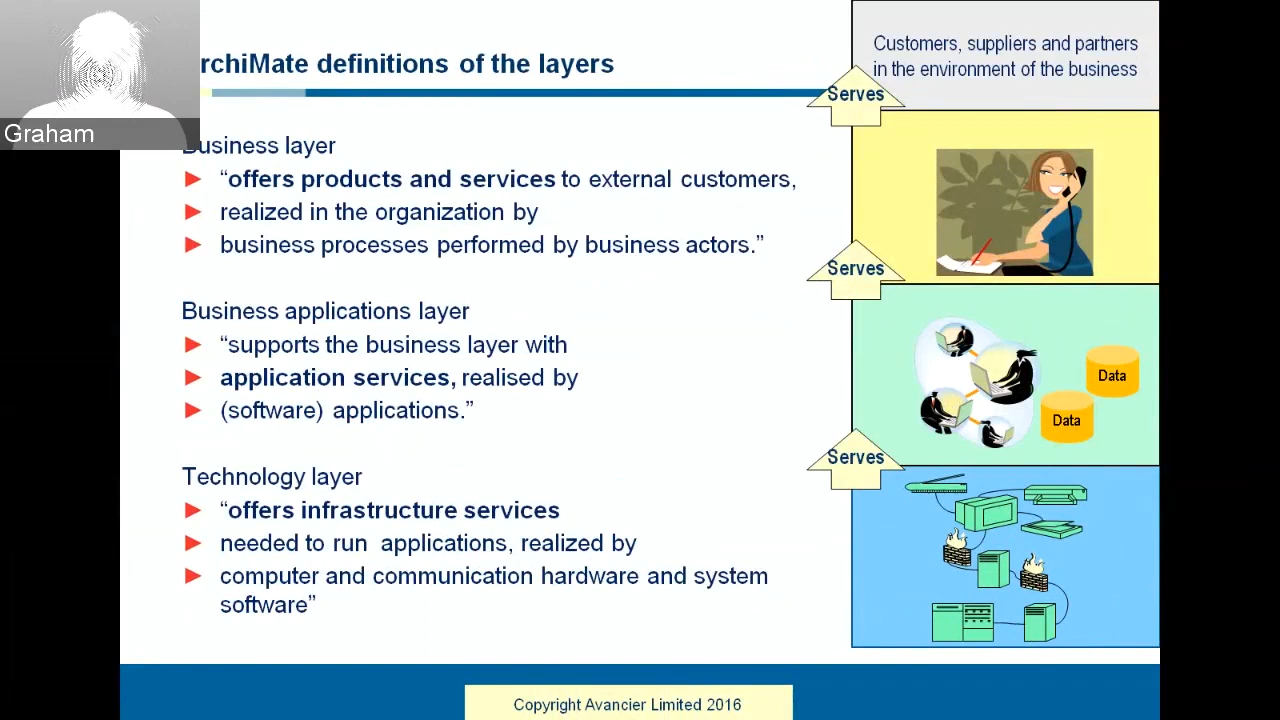 rchiMate definitions of the layers
Graham
usiness layer
“offers products and services to external customers,
realized in the organization by
business processes performed by business actors.”
Business applications layer
“supports the business layer with
application services, realised by
(software) applications.”
Technology layer
“offers infrastructure services
needed to run applications, realized by
computer and communication hardware and system
software”
Customers, suppliers and partners
in the environment of the business
Serves
Serves
Data
Data
Serves
Copyright Avancier Limited 2016